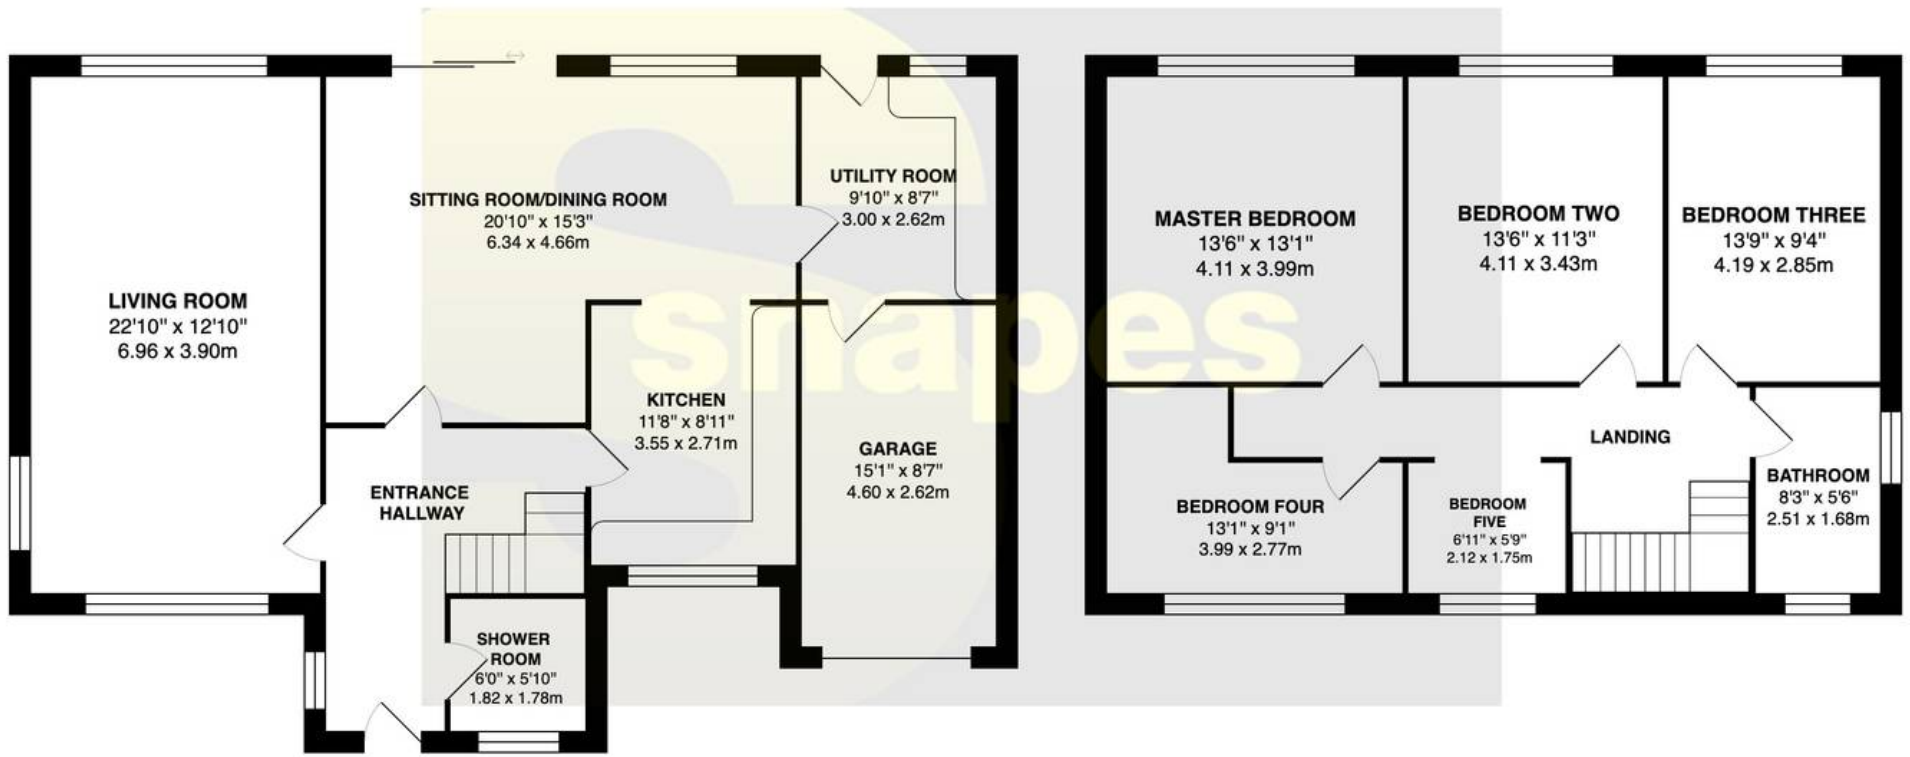 LIVING ROOM
22'10" x 12'10"
6.96 x 3.90m
SITTING ROOM/DINING ROOM
20'10" x 15'3"
6.34 x 4.66m
UTILITY ROOM
9'10" x 8'7"
3.00 x 2.62m
KITCHEN
11'8" x 8'11"
3.55 x 2.71m
GARAGE
15'1" x 8'7"
4.60 x 2.62m
ENTRANCE
HALLWAY
SHOWER
ROOM
6'0" x 5'10"
1.82 x 1.78m
snapes
MASTER BEDROOM
13'6" x 13'1"
4.11 x 3.99m
BEDROOM TWO
13'6" x 11'3"
4.11 x 3.43m
BEDROOM THREE
13'9" x 9'4"
4.19 x 2.85m
LANDING
BEDROOM FOUR
13'1" x 9'1"
3.99 x 2.77m
BEDROOM
FIVE
6'11" x 5'9"
2.12 x 1.75m
BATHROOM
8'3" x 5'6"
2.51 x 1.68m